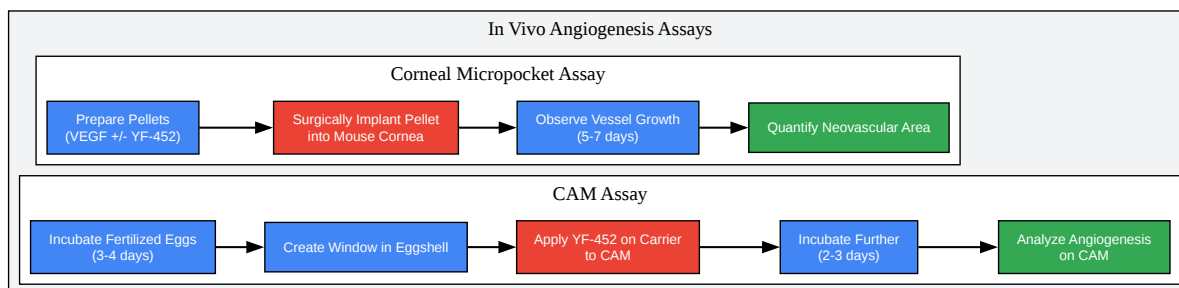 In Vivo Angiogenesis Assays
Corneal Micropocket Assay
Prepare Pellets
(VEGF +/- YF-452)
Surgically Implant Pellet
into Mouse Cornea
Observe Vessel Growth
(5-7 days)
Quantify Neovascular Area
CAM Assay
Incubate Fertilized Eggs
(3-4 days)
Create Window in Eggshell
Apply YF-452 on Carrier
to CAM
Incubate Further
(2-3 days)
Analyze Angiogenesis
on CAM